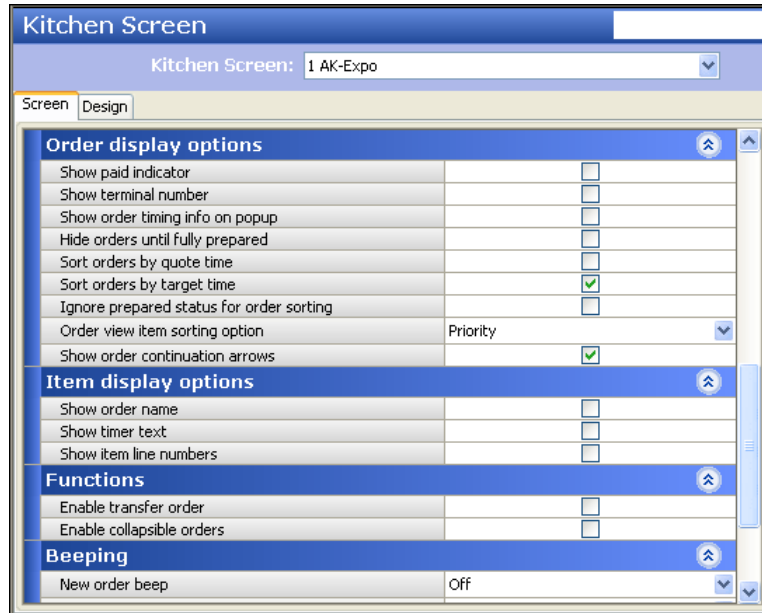 Kitchen Screen
Kitchen Screen: 1 AK-Expo
Screen Design
Order display options
Show paid indicator
Show terminal number
Show order timing info on popup
Hide orders until fully prepared
Sort orders by quote time
Sort orders by target time
Ignore prepared status for order sorting
Order view item sorting option Priority
Show order continuation arrows
Item display options
Show order name
Show timer text
Show item line numbers
Functions
Enable transfer order
Enable collapsible orders
Beeping
New order beep Off